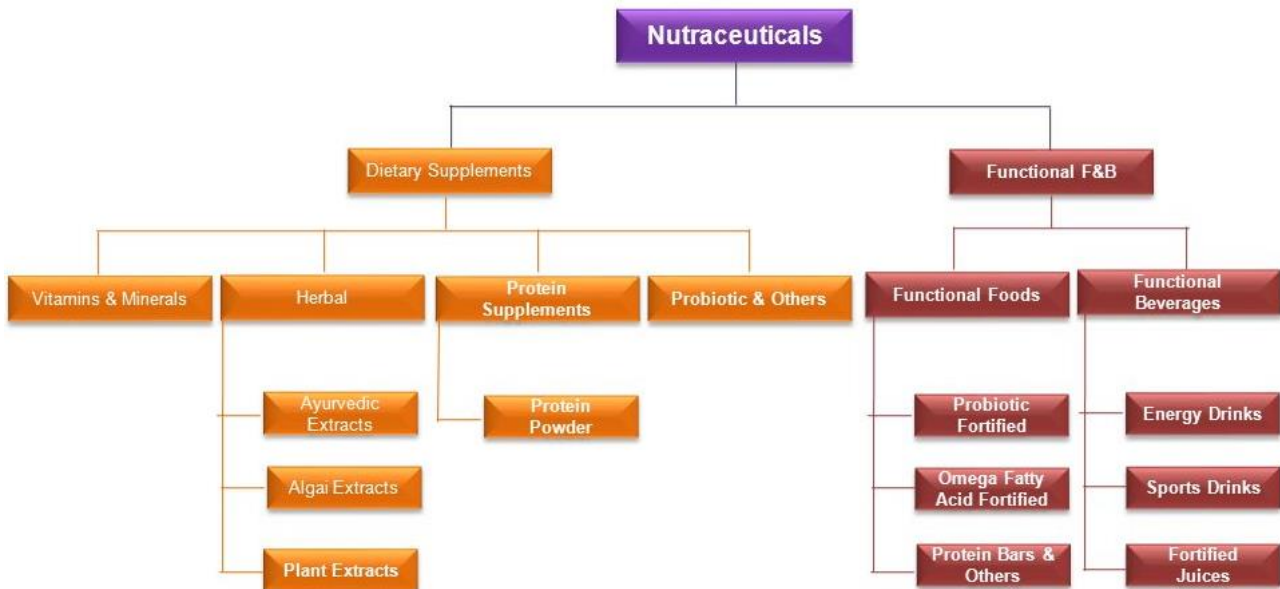 Nutraceuticals
Dietary Supplements
Functional F&B
Vitamins & Minerals
Herbal
Protein
Supplements
Probiotic & Others
Functional Foods
Functional
Beverages
Ayurvedic
Extracts
Protein
Powder
Probiotic
Fortified
Energy Drinks
Algai Extracts
Omega Fatty
Acid Fortified
Sports Drinks
Plant Extracts
Protein Bars &
Others
Fortified
Juices